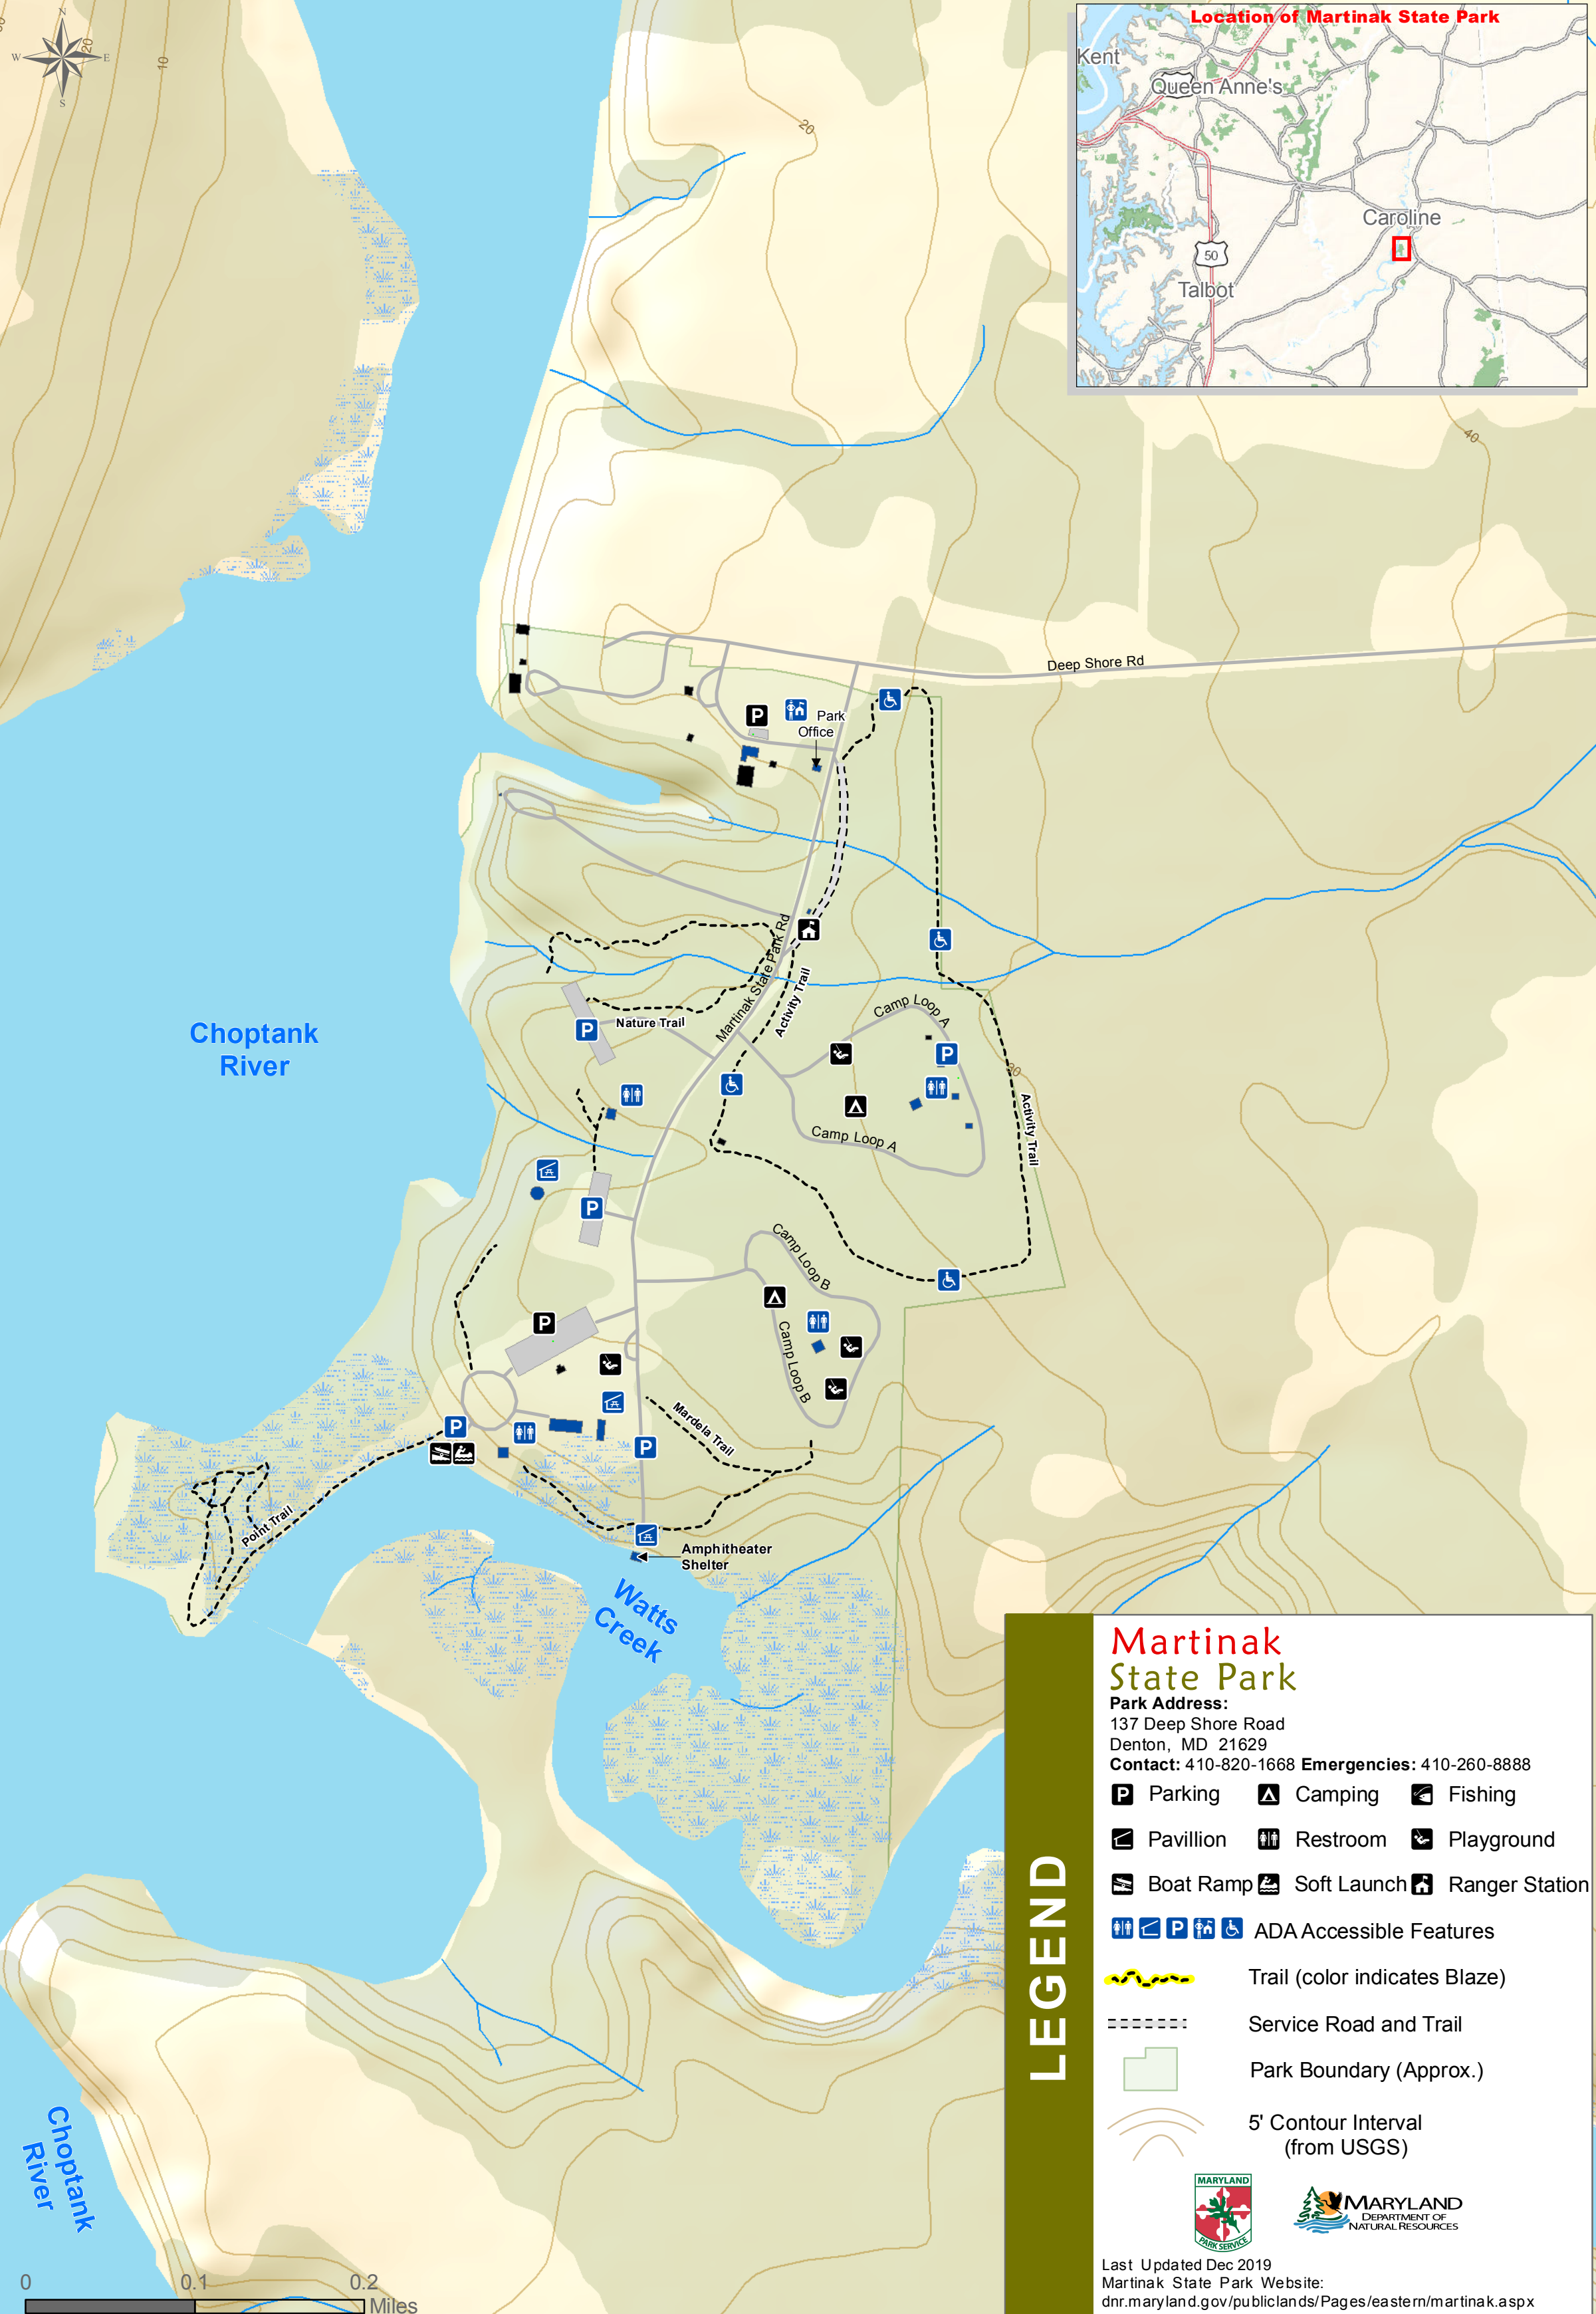 N
W
E
S
20
10
20
Location of Martinak State Park
Kent
Queen Anne's
Caroline
50
Talbot
40
Deep Shore Rd
P
Park
Office
Martinak State Park Rd
Activity Trail
Nature Trail
P
Camp Loop A
P
20
Camp Loop A
Activity Trail
P
Camp Loop B
Camp Loop B
P
Choptank
River
Mardela Trail
P
P
Point Trail
Amphitheater
Shelter
Watts
Creek
Choptank
River
0
0.1
0.2
Miles
LEGEND
Martinak
State Park
Park Address:
137 Deep Shore Road
Denton, MD 21629
Contact: 410-820-1668 Emergencies: 410-260-8888
P Parking Camping Fishing
Pavillion Restroom Playground
Boat Ramp Soft Launch Ranger Station
P ADA Accessible Features
Trail (color indicates Blaze)
Service Road and Trail
Park Boundary (Approx.)
5' Contour Interval
(from USGS)
MARYLAND
PARK SERVICE
MARYLAND
DEPARTMENT OF
NATURAL RESOURCES
Last Updated Dec 2019
Martinak State Park Website:
dnr.maryland.gov/publiclands/Pages/eastern/martinak.aspx